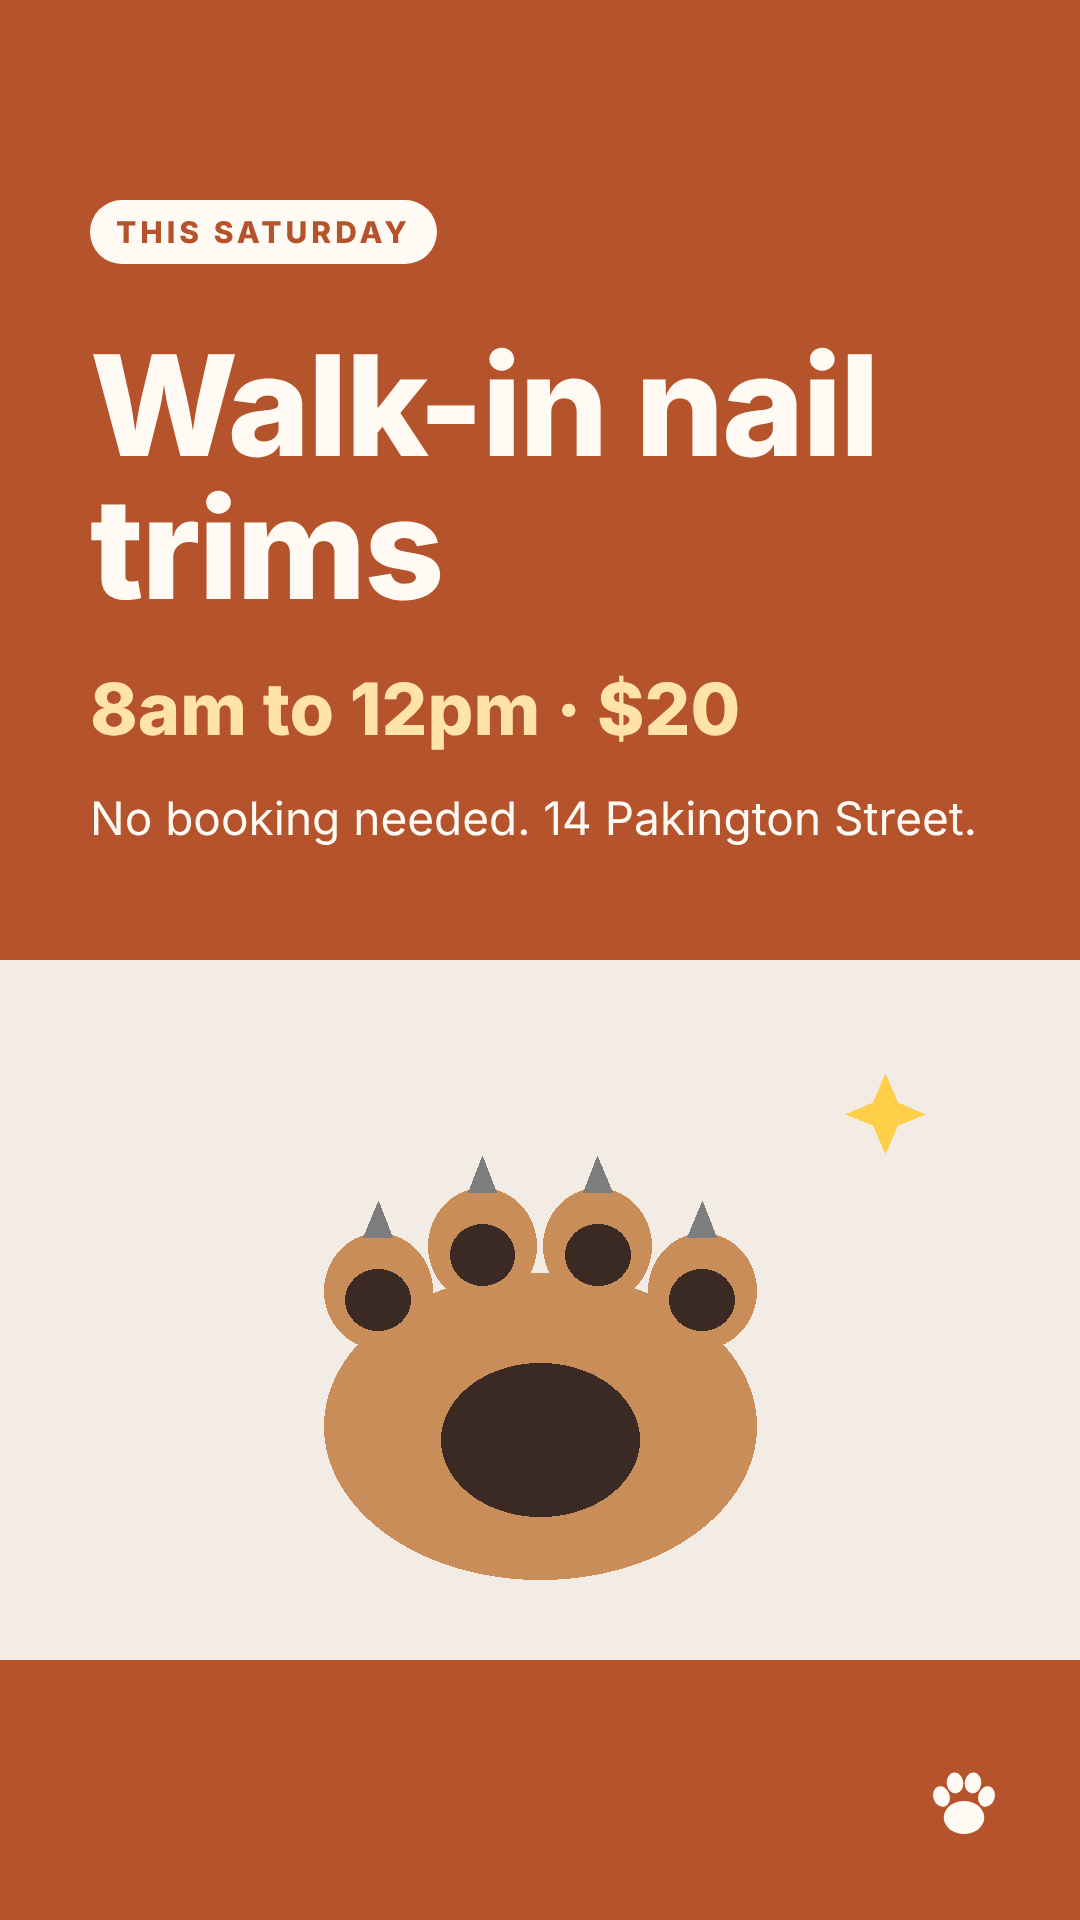 THIS SATURDAY
Walk-in nail
trims
8am to 12pm · $20
No booking needed. 14 Pakington Street.